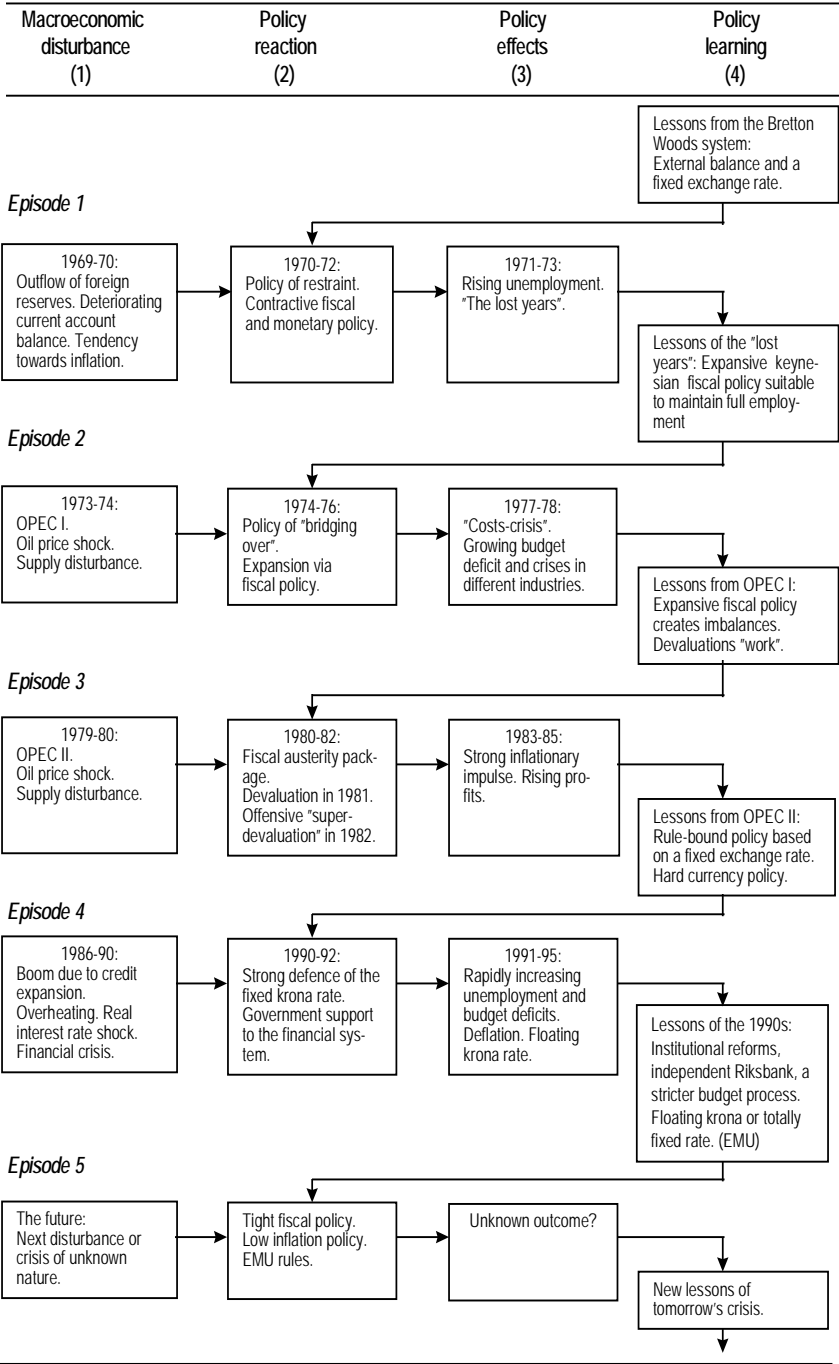 Macroeconomic
disturbance
(1)
Policy
reaction
(2)
Policy
effects
(3)
Policy
learning
(4)
Lessons from the Bretton
Woods system:
External balance and a
fixed exchange rate.
Episode 1
1969-70:
Outflow of foreign
reserves. Deteriorating
current account
balance. Tendency
towards inflation.
1970-72:
Policy of restraint.
Contractive fiscal
and monetary policy.
1971-73:
Rising unemployment.
"The lost years".
Lessons of the "lost
years": Expansive keyne-
sian fiscal policy suitable
to maintain full employ-
ment
Episode 2
1973-74:
OPEC I.
Oil price shock.
Supply disturbance.
1974-76:
Policy of "bridging
over".
Expansion via
fiscal policy.
1977-78:
"Costs-crisis".
Growing budget
deficit and crises in
different industries.
Lessons from OPEC I:
Expansive fiscal policy
creates imbalances.
Devaluations "work".
Episode 3
1979-80:
OPEC II.
Oil price shock.
Supply disturbance.
1980-82:
Fiscal austerity pack-
age.
Devaluation in 1981.
Offensive "super-
devaluation" in 1982.
1983-85:
Strong inflationary
impulse. Rising pro-
fits.
Lessons from OPEC II:
Rule-bound policy based
on a fixed exchange rate.
Hard currency policy.
Episode 4
1986-90:
Boom due to credit
expansion.
Overheating. Real
interest rate shock.
Financial crisis.
1990-92:
Strong defence of the
fixed krona rate.
Government support
to the financial sys-
tem.
1991-95:
Rapidly increasing
unemployment and
budget deficits.
Deflation. Floating
krona rate.
Lessons of the 1990s:
Institutional reforms,
independent Riksbank, a
stricter budget process.
Floating krona or totally
fixed rate. (EMU)
Episode 5
The future:
Next disturbance or
crisis of unknown
nature.
Tight fiscal policy.
Low inflation policy.
EMU rules.
Unknown outcome?
New lessons of
tomorrow's crisis.